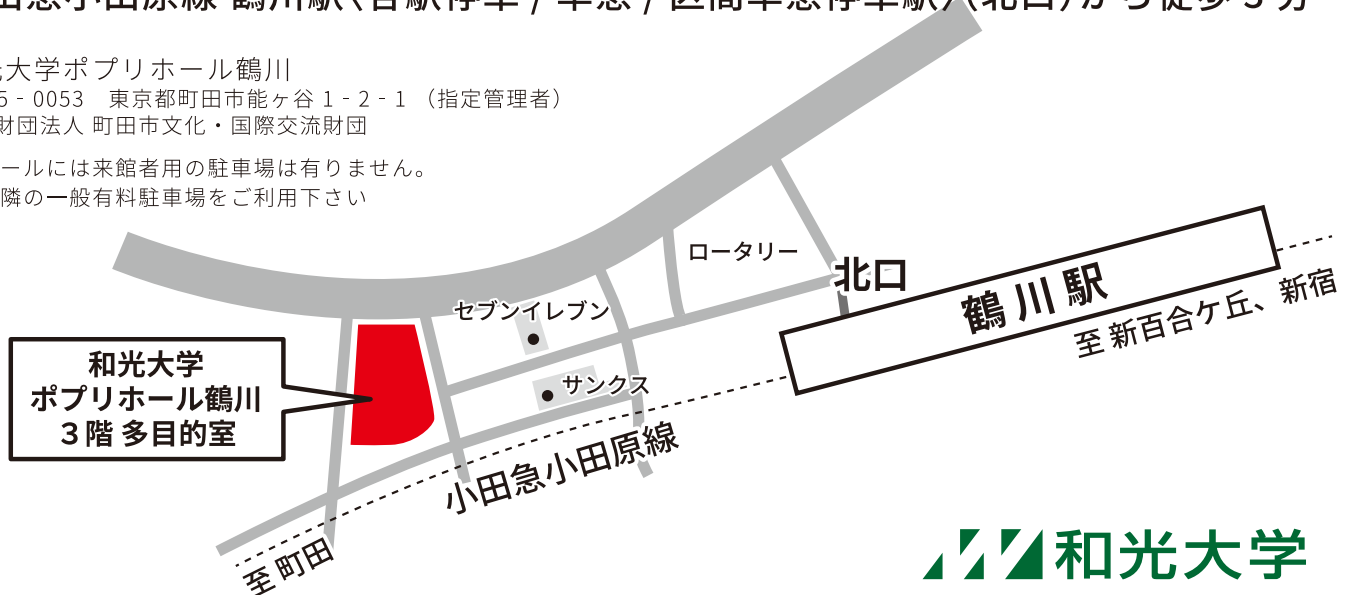 急小田原線 鶴川駅（各駅停車 / 準急 / 区間準急停車駅）（北口）から徒歩 3 分
大学ポプリホール鶴川
5 - 0053　東京都町田市能ヶ谷 1 - 2 - 1 （指定管理者）
財団法人 町田市文化・国際交流財団
ールには来館者用の駐車場は有りません。
隣の一般有料駐車場をご利用下さい
ロータリー
北口
鶴川駅
至 新百合ケ丘、新宿
セブンイレブン
サンクス
和光大学
ポプリホール鶴川
３階 多目的室
小田急小田原線
至 町田
和光大学